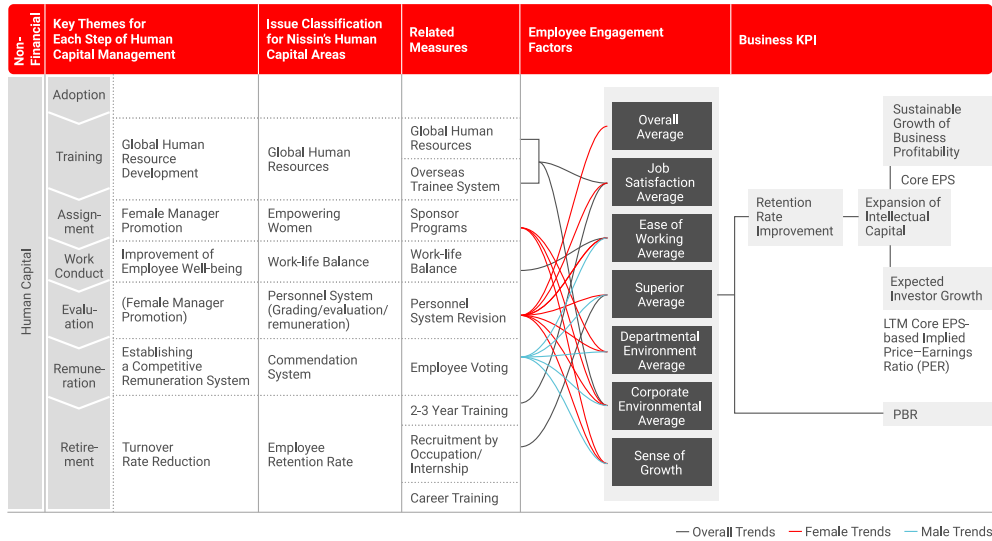 Non-
Financial
Key Themes for
Each Step of Human
Capital Management
Issue Classification
for Nissin's Human
Capital Areas
Related
Measures
Employee Engagement
Factors
Business KPI
Human Capital
Adoption
Training
Global Human
Resource
Development
Global Human
Resources
Global Human
Resources
Overseas
Trainee System
Assign-
ment
Female Manager
Promotion
Empowering
Women
Sponsor
Programs
Work
Conduct
Improvement of
Employee Well-being
Work-life Balance
Work-life
Balance
Evalu-
ation
(Female Manager
Promotion)
Personnel System
(Grading/evaluation/
remuneration)
Personnel
System Revision
Remune-
ration
Establishing
a Competitive
Remuneration System
Commendation
System
Employee Voting
Retire-
ment
Turnover
Rate Reduction
Employee
Retention Rate
2-3 Year Training
Recruitment by
Occupation/
Internship
Career Training
Overall
Average
Job
Satisfaction
Average
Ease of
Working
Average
Superior
Average
Departmental
Environment
Average
Corporate
Environmental
Average
Sense of
Growth
Retention
Rate
Improvement
Sustainable
Growth of
Business
Profitability
Core EPS
Expansion of
Intellectual
Capital
Expected
Investor Growth
LTM Core EPS-
based Implied
Price–Earnings
Ratio (PER)
PBR
Overall Trends
Female Trends
Male Trends